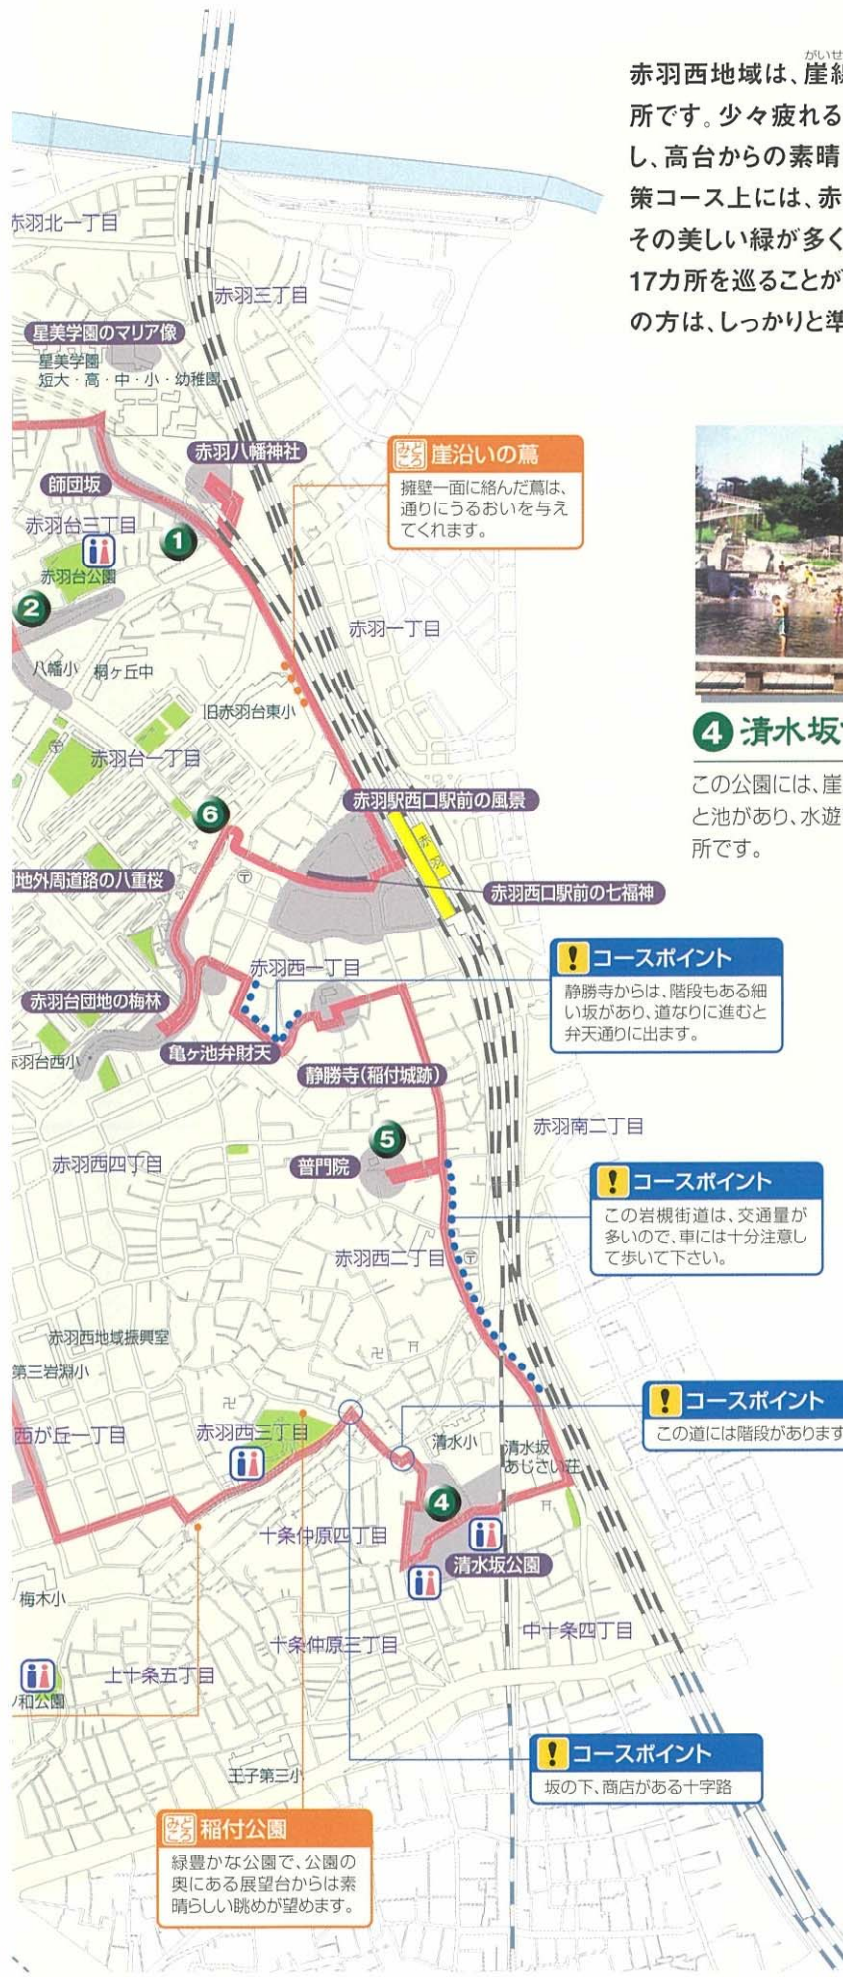 赤羽西地域は、崖線
がいせ
所です。少々疲れる
し、高台からの素晴
策コース上には、赤
その美しい緑が多く
17カ所を巡ることが
の方は、しっかりと準
赤羽北一丁目
赤羽三丁目
星美学園のマリア像
星美学園
短大・高・中・小・幼稚園
赤羽八幡神社
みどころ 崖沿いの蔦
擁壁一面に絡んだ蔦は、
通りにうるおいを与え
てくれます。
師団坂
赤羽台三丁目
1
赤羽台公園
2
赤羽一丁目
八幡小
桐ヶ丘中
旧赤羽台東小
4 清水坂
この公園には、崖
と池があり、水遊
所です。
赤羽台一丁目
赤羽駅西口駅前の風景
6
赤羽
地外周道路の八重桜
赤羽西口駅前の七福神
赤羽西一丁目
! コースポイント
静勝寺からは、階段もある細
い坂があり、道なりに進むと
弁天通りに出ます。
赤羽台団地の梅林
亀ヶ池弁財天
赤羽台西小
静勝寺(稲付城跡)
赤羽南二丁目
5
赤羽西四丁目
普門院
! コースポイント
この岩槻街道は、交通量が
多いので、車には十分注意し
て歩いて下さい。
赤羽西二丁目
赤羽西地域振興室
第三岩淵小
! コースポイント
この道には階段があります
西が丘一丁目
赤羽西三丁目
清水小
清水坂
あじさい荘
4
十条仲原四丁目
清水坂公園
梅木小
十条仲原三丁目
中十条四丁目
上十条五丁目
和公園
! コースポイント
坂の下、商店がある十字路
王子第三小
みどころ 稲付公園
緑豊かな公園で、公園の
奥にある展望台からは素
晴らしい眺めが望めます。